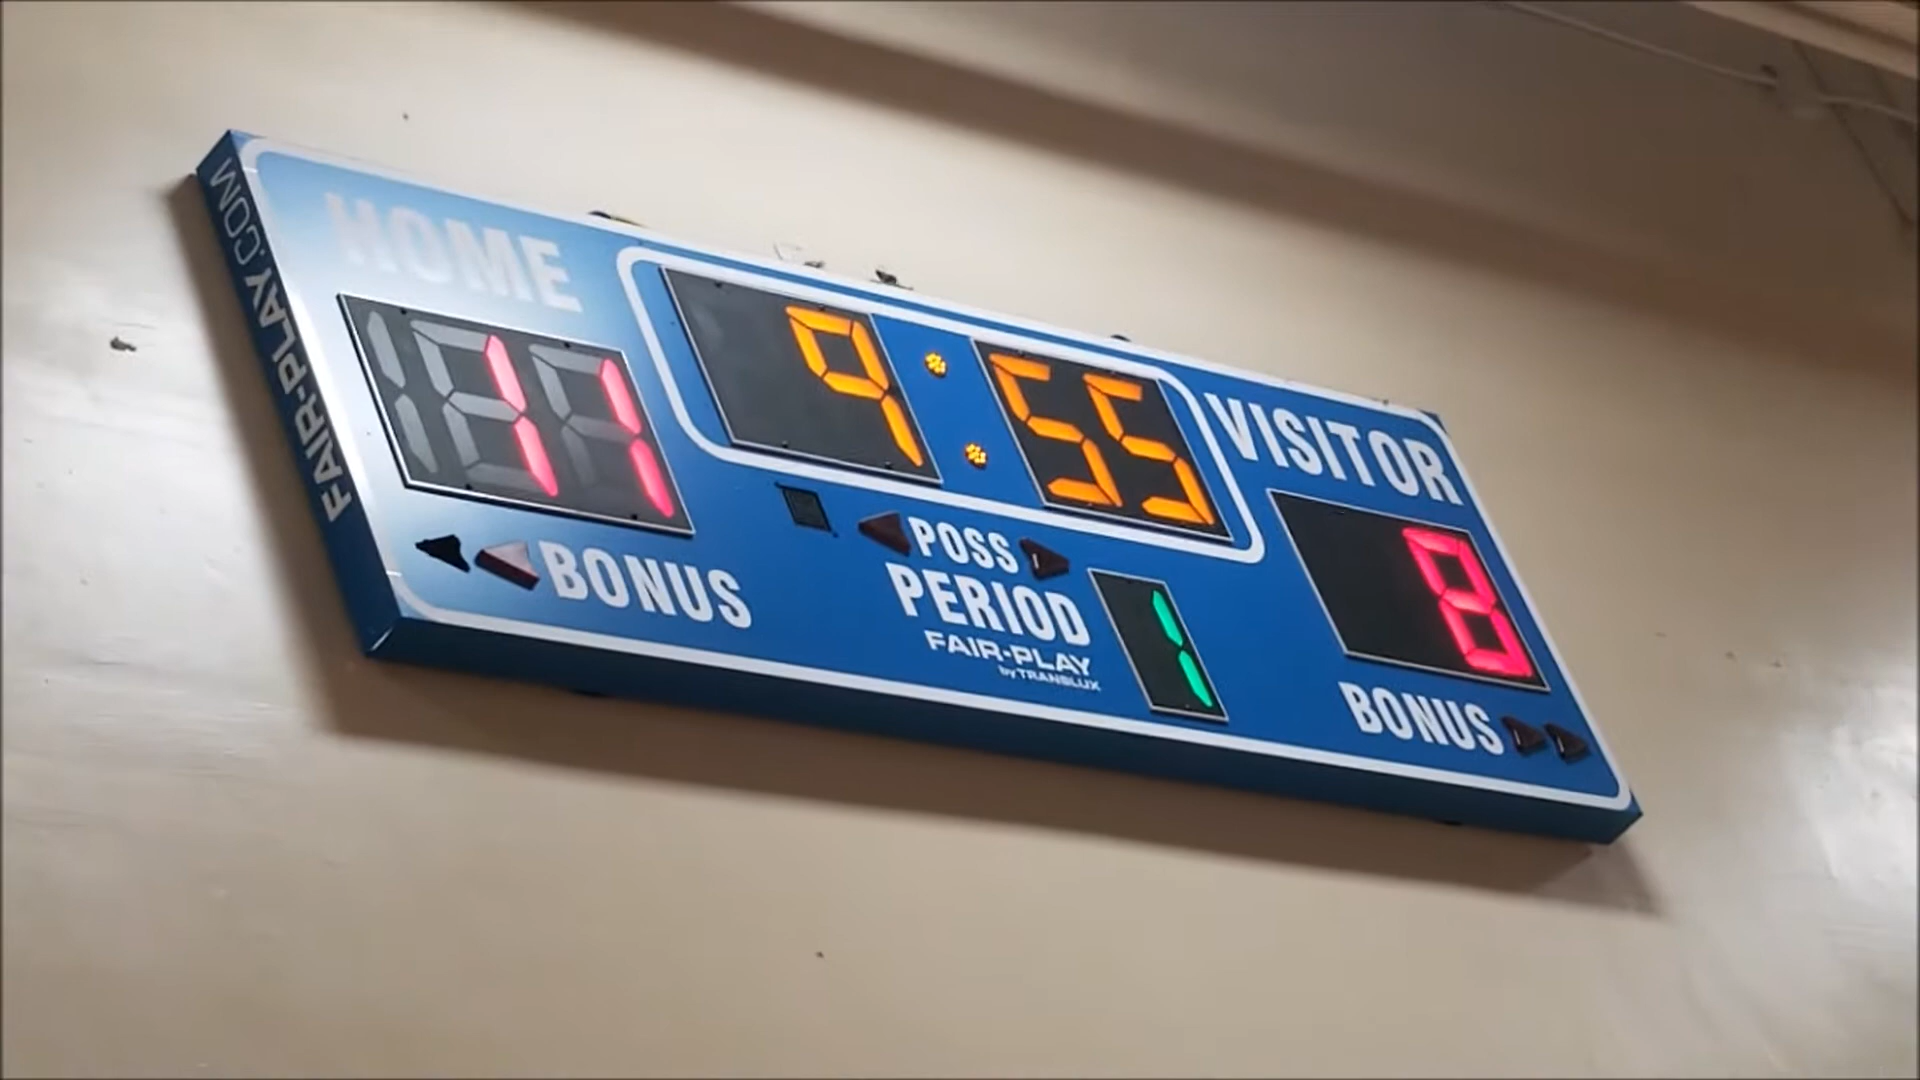 FAIR-PLAY.COM
HOME
11
9:55
VISITOR
8
BONUS
POSS
PERIOD
1
FAIR-PLAY
by TRANSLUX
BONUS